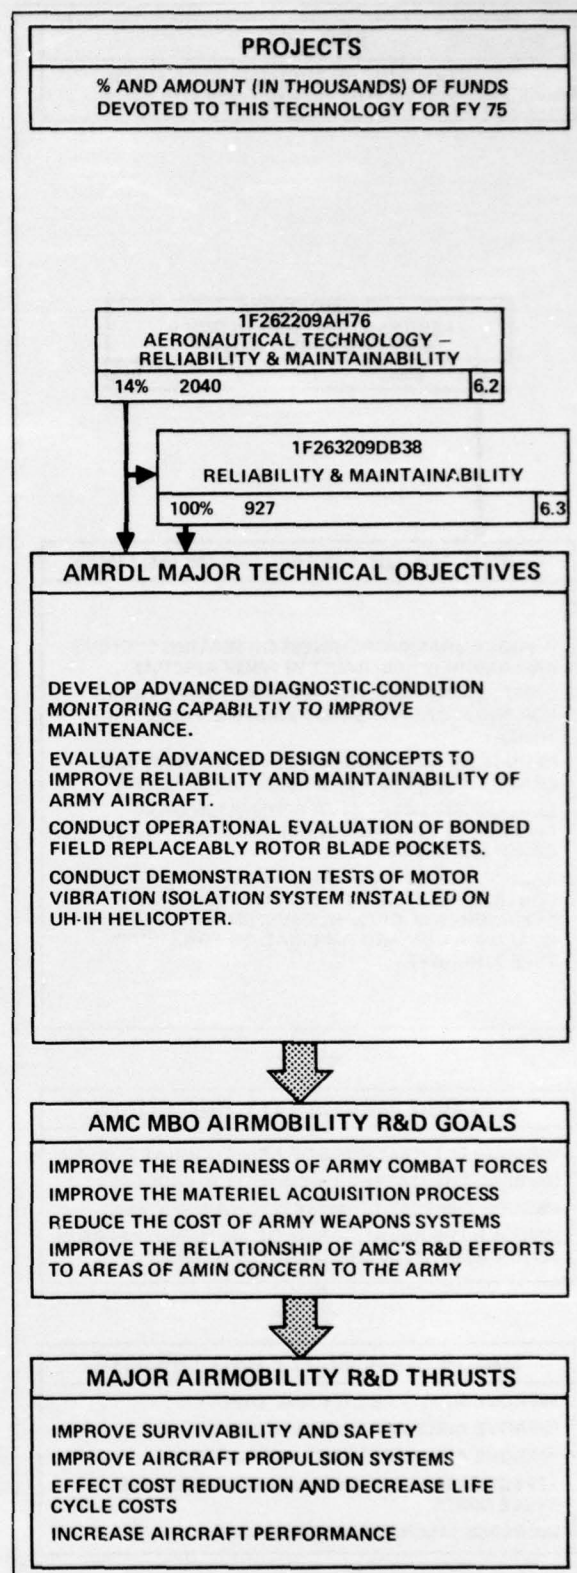 PROJECTS
% AND AMOUNT (IN THOUSANDS) OF FUNDS
DEVOTED TO THIS TECHNOLOGY FOR FY 75
1F262209AH76
AERONAUTICAL TECHNOLOGY –
RELIABILITY & MAINTAINABILITY
14% 2040 6.2
1F263209DB38
RELIABILITY & MAINTAINABILITY
100% 927 6.3
AMRDL MAJOR TECHNICAL OBJECTIVES
DEVELOP ADVANCED DIAGNOSTIC-CONDITION
MONITORING CAPABILTIY TO IMPROVE
MAINTENANCE.
EVALUATE ADVANCED DESIGN CONCEPTS TO
IMPROVE RELIABILITY AND MAINTAINABILITY OF
ARMY AIRCRAFT.
CONDUCT OPERATIONAL EVALUATION OF BONDED
FIELD REPLACEABLY ROTOR BLADE POCKETS.
CONDUCT DEMONSTRATION TESTS OF MOTOR
VIBRATION ISOLATION SYSTEM INSTALLED ON
UH-IH HELICOPTER.
AMC MBO AIRMOBILITY R&D GOALS
IMPROVE THE READINESS OF ARMY COMBAT FORCES
IMPROVE THE MATERIEL ACQUISITION PROCESS
REDUCE THE COST OF ARMY WEAPONS SYSTEMS
IMPROVE THE RELATIONSHIP OF AMC'S R&D EFFORTS
TO AREAS OF AMIN CONCERN TO THE ARMY
MAJOR AIRMOBILITY R&D THRUSTS
IMPROVE SURVIVABILITY AND SAFETY
IMPROVE AIRCRAFT PROPULSION SYSTEMS
EFFECT COST REDUCTION AND DECREASE LIFE
CYCLE COSTS
INCREASE AIRCRAFT PERFORMANCE